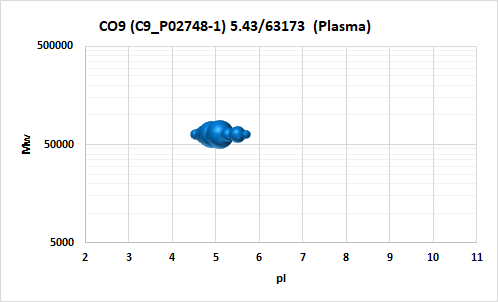 CO9 (C9_P02748-1) 5.43/63173  (Plasma)
500000
50000
5000
Mw
2 3 4 5 6 7 8 9 10 11
pI